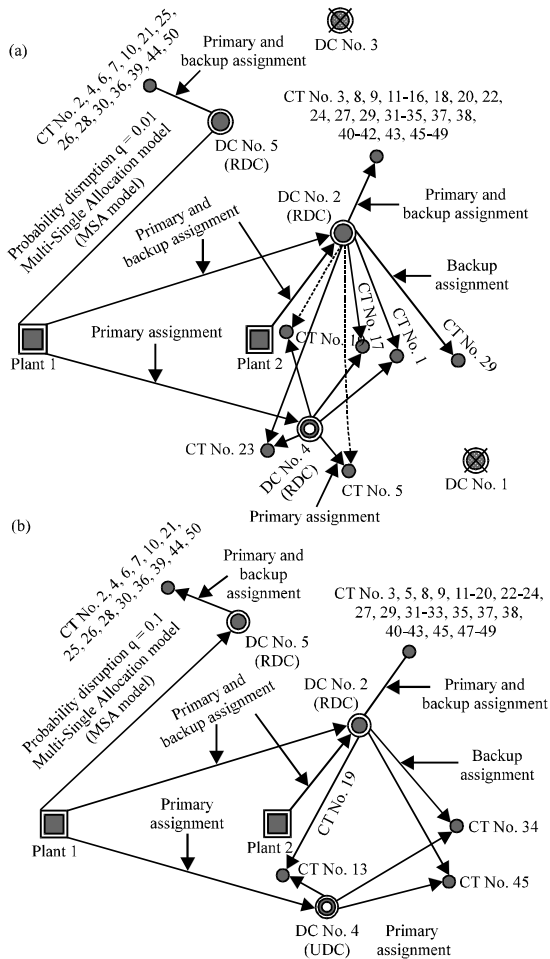 (a)
DC No. 3
Primary and
backup assignment
CT No. 2, 4, 6, 7, 10, 21, 25,
26, 28, 30, 36, 39, 44, 50
DC No. 5
(RDC)
CT No. 3, 8, 9, 11-16, 18, 20, 22,
24, 27, 29, 31-35, 37, 38,
40-42, 43, 45-49
Probability disruption q = 0.01
Multi-Single Allocation model
(MSA model)
DC No. 2
(RDC)
Primary and
backup assignment
Primary and
backup assignment
Backup
assignment
Primary assignment
Plant 1
Plant 2
CT No.
CT No. 17
CT No. 1
CT No. 29
CT No. 23
DC No. 4
(RDC)
CT No. 5
Primary assignment
DC No. 1
(b)
Primary and
backup assignment
CT No. 2, 4, 6, 7, 10, 21,
25, 26, 28, 30, 36, 39, 44, 50
DC No. 5
(RDC)
CT No. 3, 5, 8, 9, 11-20, 22-24,
27, 29, 31-33, 35, 37, 38,
40-43, 45, 47-49
Probability disruption q = 0.1
Multi-Single Allocation model
(MSA model)
DC No. 2
(RDC)
Primary and
backup assignment
Primary and
backup assignment
Backup
assignment
Primary
assignment
Plant 1
Plant 2
CT No. 19
CT No. 13
CT No. 34
CT No. 45
DC No. 4
(UDC)
Primary
assignment